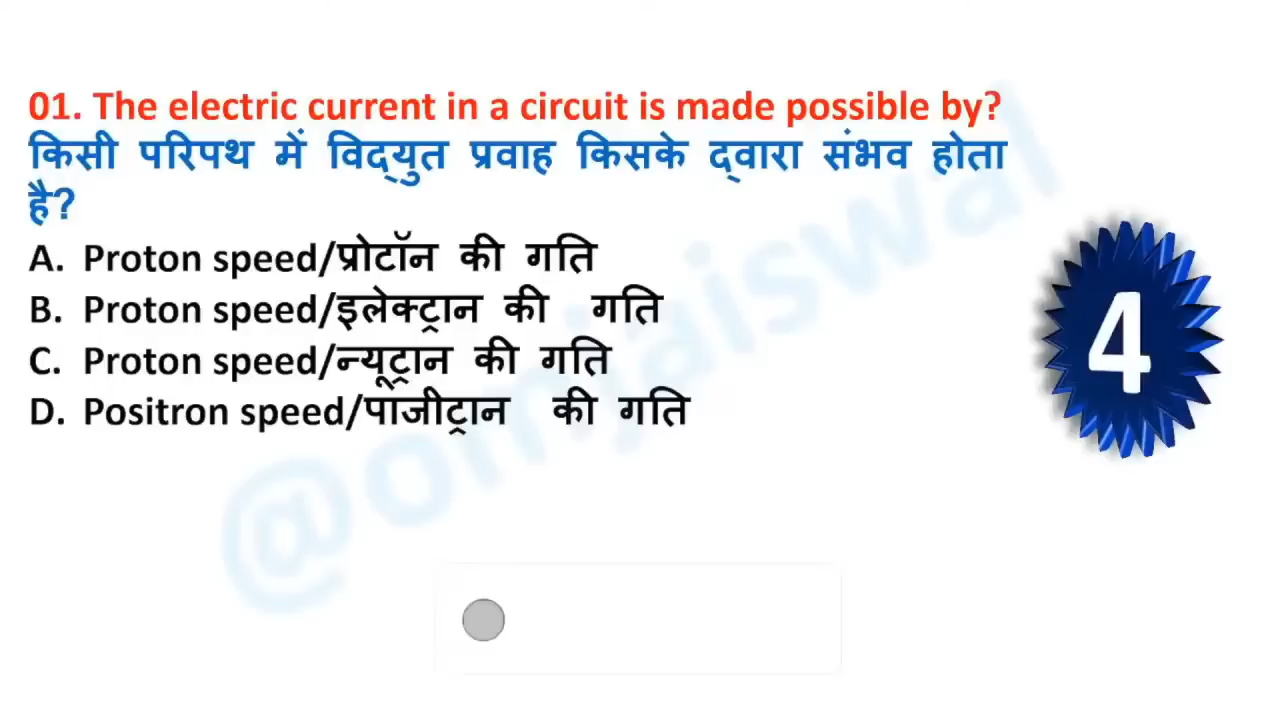 01. The electric current in a circuit is made possible by?
किसी परिपथ में विद्युत प्रवाह किसके द्वारा संभव होता
है?
A. Proton speed/प्रोटॉन की गति
B. Proton speed/इलेक्ट्रान की गति
C. Proton speed/न्यूट्रान की गति
D. Positron speed/पॉजीट्रान की गति
4
@omjaiswal